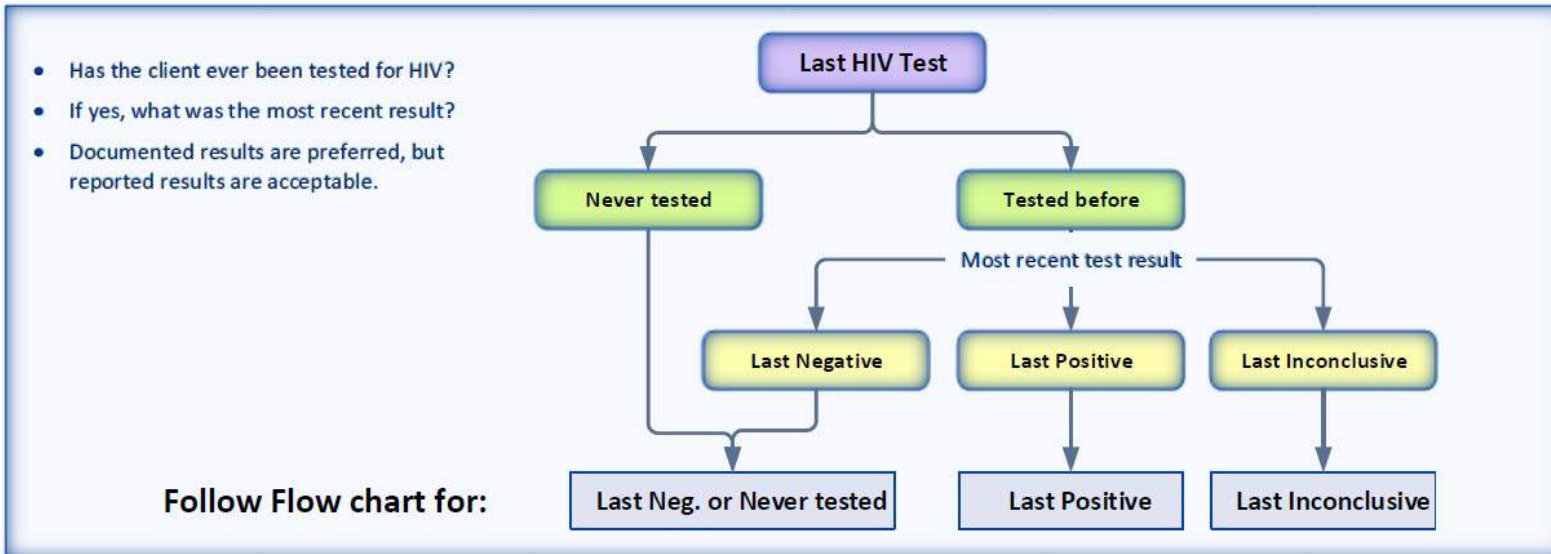 • Has the client ever been tested for HIV?
• If yes, what was the most recent result?
• Documented results are preferred, but
reported results are acceptable.
Last HIV Test
Never tested
Tested before
Most recent test result
Last Negative
Last Positive
Last Inconclusive
Follow Flow chart for:
Last Neg. or Never tested
Last Positive
Last Inconclusive